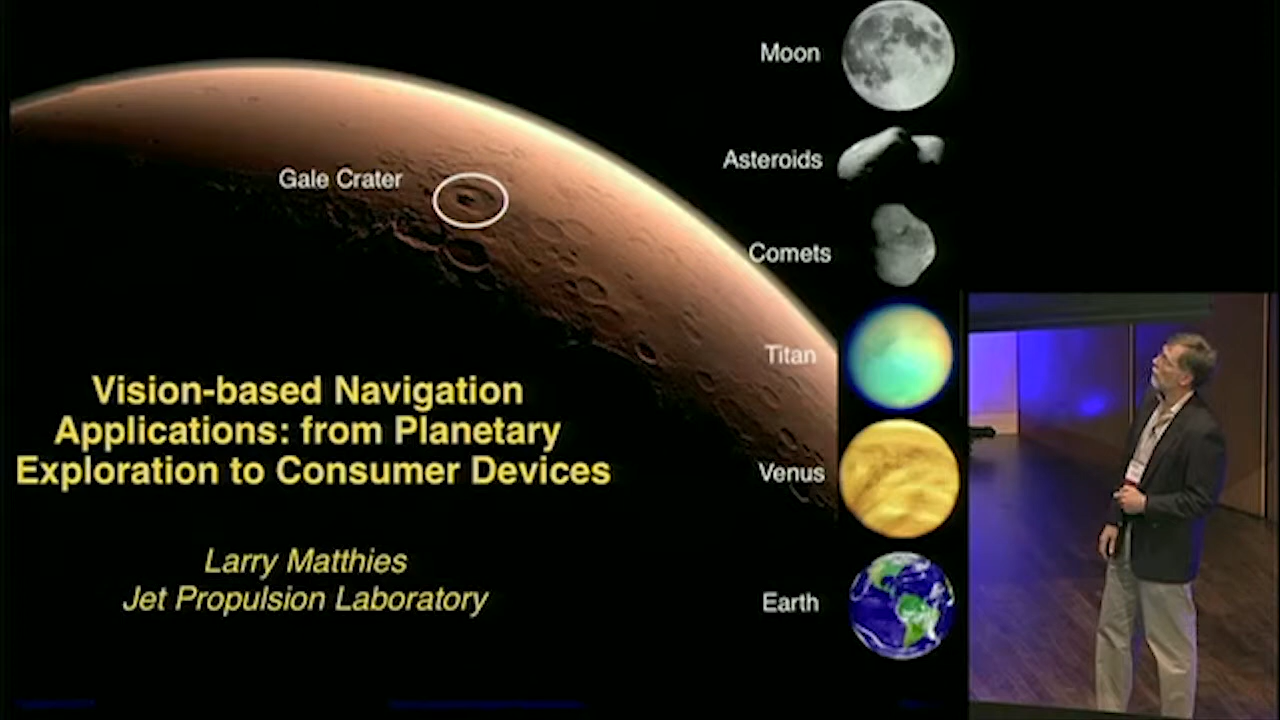 Moon
Asteroids
Gale Crater
Comets
Titan
Vision-based Navigation
Applications: from Planetary
Exploration to Consumer Devices
Venus
Larry Matthies
Jet Propulsion Laboratory
Earth